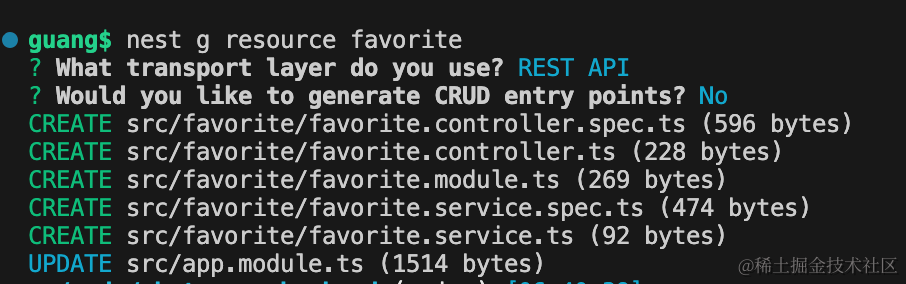 guang$ nest g resource favorite
? What transport layer do you use? REST API
? Would you like to generate CRUD entry points? No
CREATE src/favorite/favorite.controller.spec.ts (596 bytes)
CREATE src/favorite/favorite.controller.ts (228 bytes)
CREATE src/favorite/favorite.module.ts (269 bytes)
CREATE src/favorite/favorite.service.spec.ts (474 bytes)
CREATE src/favorite/favorite.service.ts (92 bytes)
UPDATE src/app.module.ts (1514 bytes)
@稀土掘金技术社区